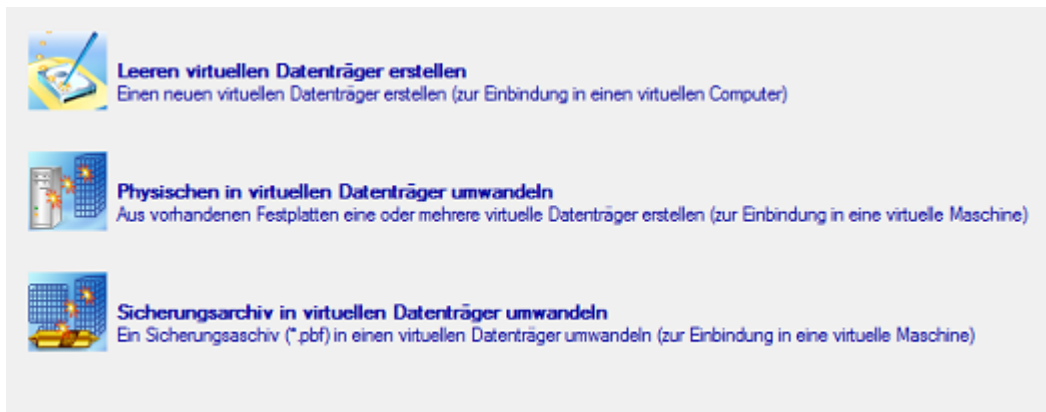 Leeren virtuellen Datenträger erstellen
Einen neuen virtuellen Datenträger erstellen (zur Einbindung in einen virtuellen Computer)
Physischen in virtuellen Datenträger umwandeln
Aus vorhandenen Festplatten eine oder mehrere virtuelle Datenträger erstellen (zur Einbindung in eine virtuelle Maschine)
Sicherungsarchiv in virtuellen Datenträger umwandeln
Ein Sicherungsaschiv (*.pbf) in einen virtuellen Datenträger umwandeln (zur Einbindung in eine virtuelle Maschine)